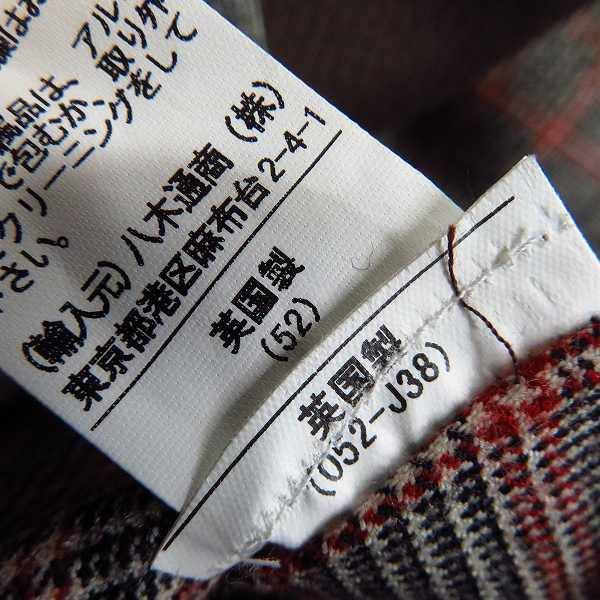 アル
取り外
属品は、
で包むか、
クリーニングをして
さい。
(輸入元) 八木通商 (株)
東京都港区麻布台2-4-1
英国製
(52)
英国製
(052-J38)